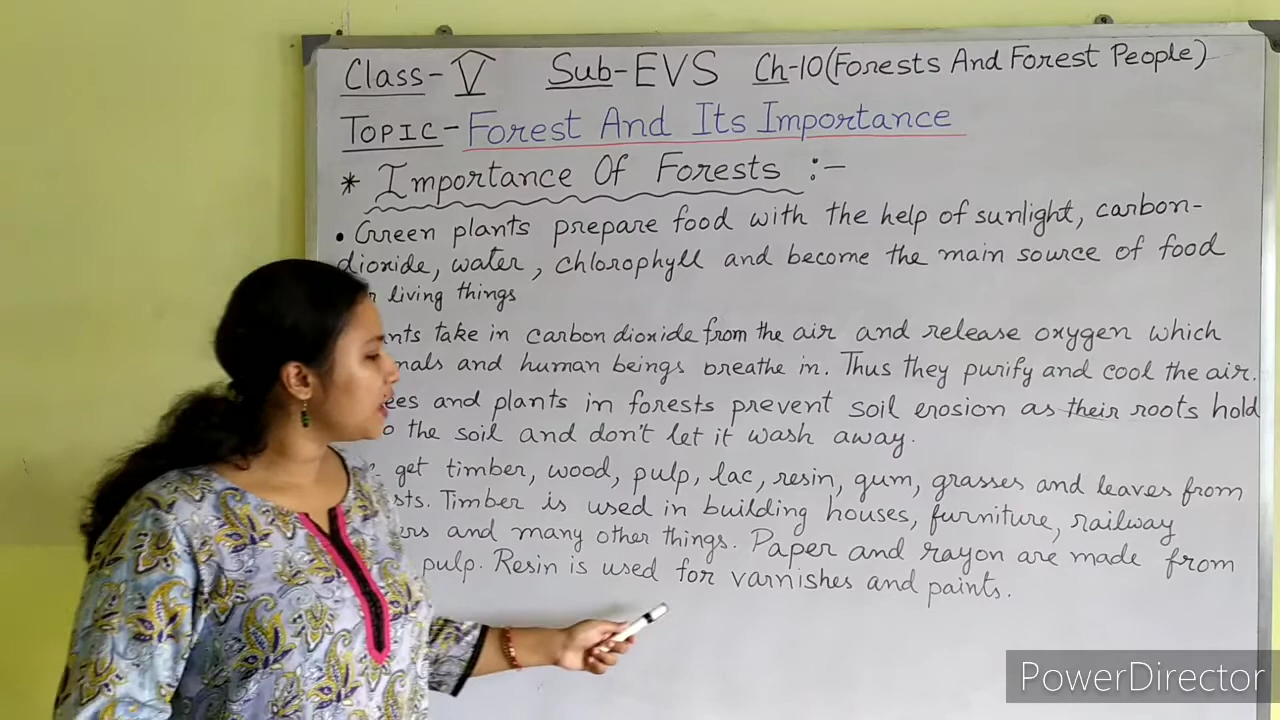 Class-V Sub-EVS Ch-10(Forests And Forest People)
TOPIC-Forest And Its Importance
* Importance Of Forests :-
• Green plants prepare food with the help of sunlight, carbon-
dioxide, water, chlorophyll and become the main source of food
living things
take in carbon dioxide from the air and release oxygen which
and human beings breathe in. Thus they purify and cool the air.
and plants in forests prevent soil erosion as their roots hold
the soil and don't let it wash away.
get timber, wood, pulp, lac, resin, gum, grasses and leaves from
Timber is used in building houses, furniture, railway
and many other things. Paper and rayon are made from
pulp. Resin is used for varnishes and paints.
PowerDirector